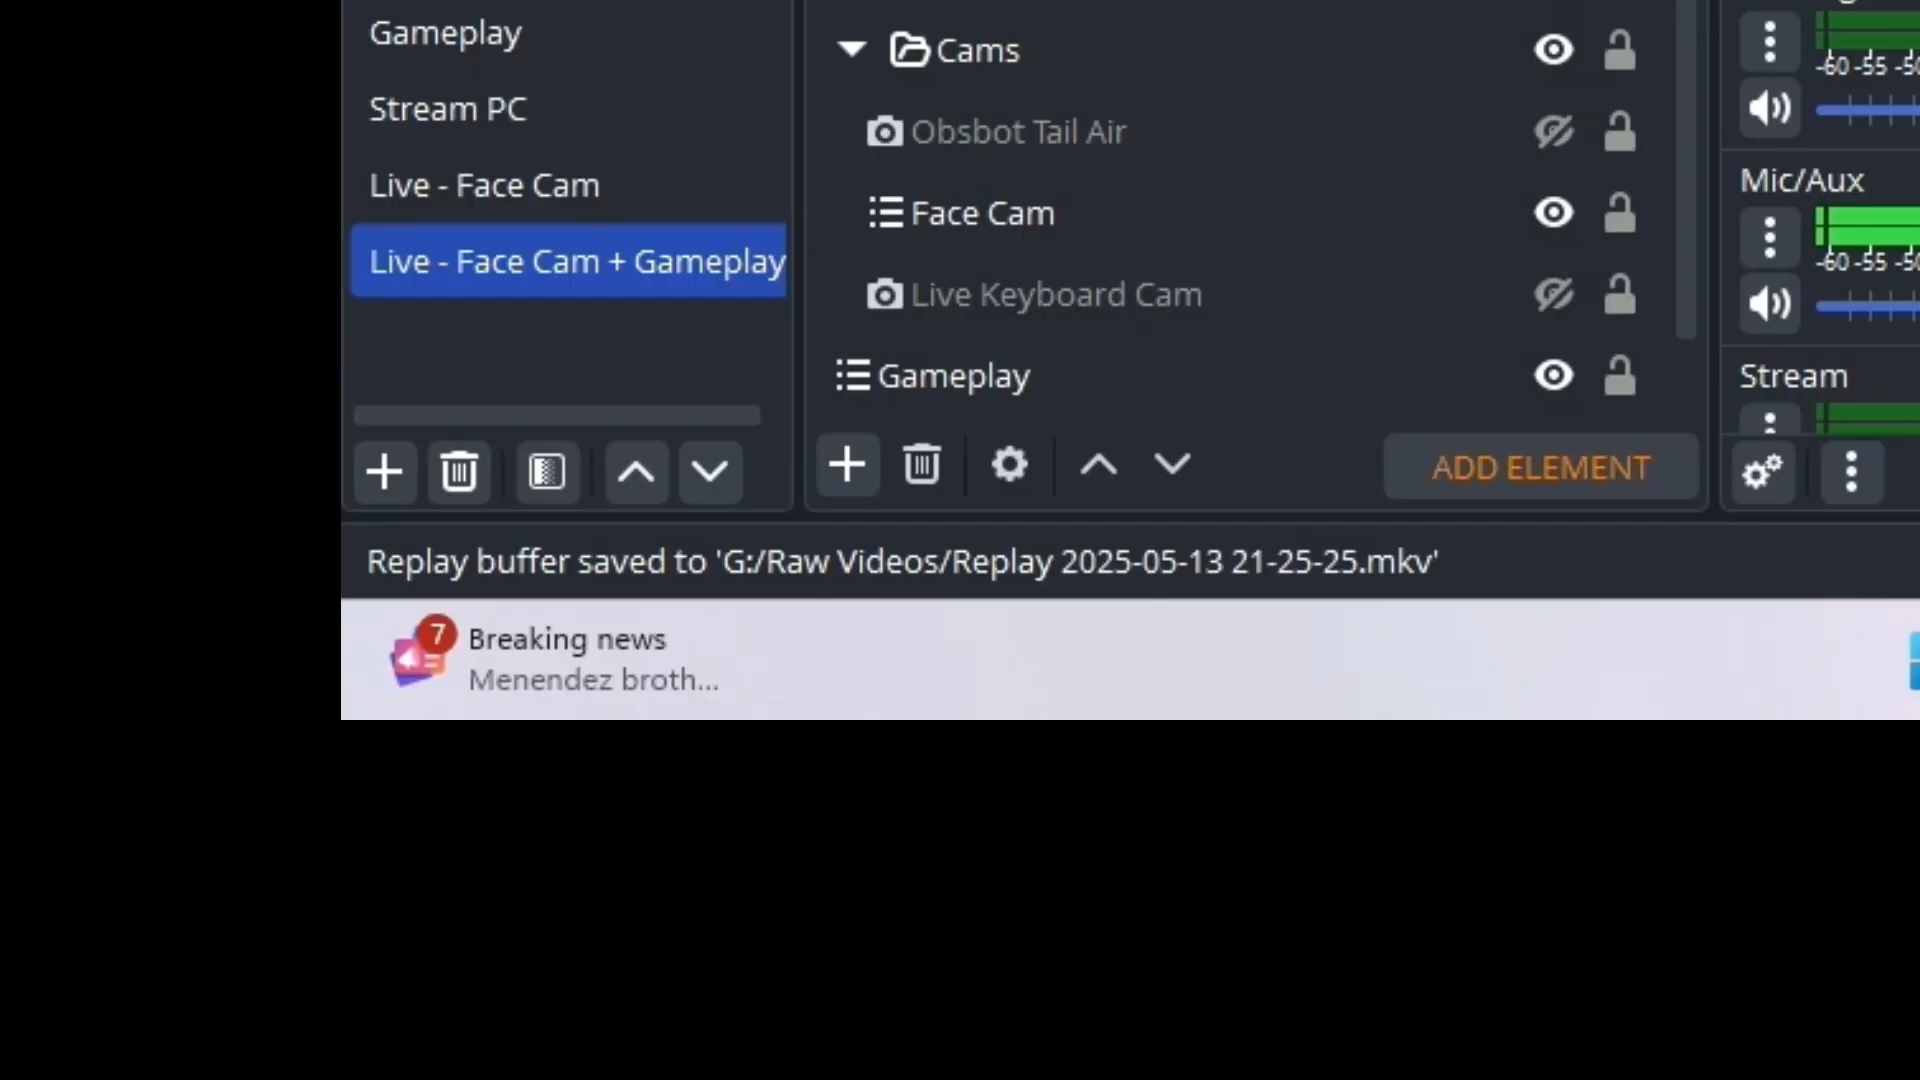 Gameplay
Stream PC
Live - Face Cam
Live - Face Cam + Gameplay
Cams
Obsbot Tail Air
Face Cam
Live Keyboard Cam
Gameplay
ADD ELEMENT
-60 -55 -50
Mic/Aux
-60 -55 -50
Stream
Replay buffer saved to 'G:/Raw Videos/Replay 2025-05-13 21-25-25.mkv'
7
Breaking news
Menendez broth...